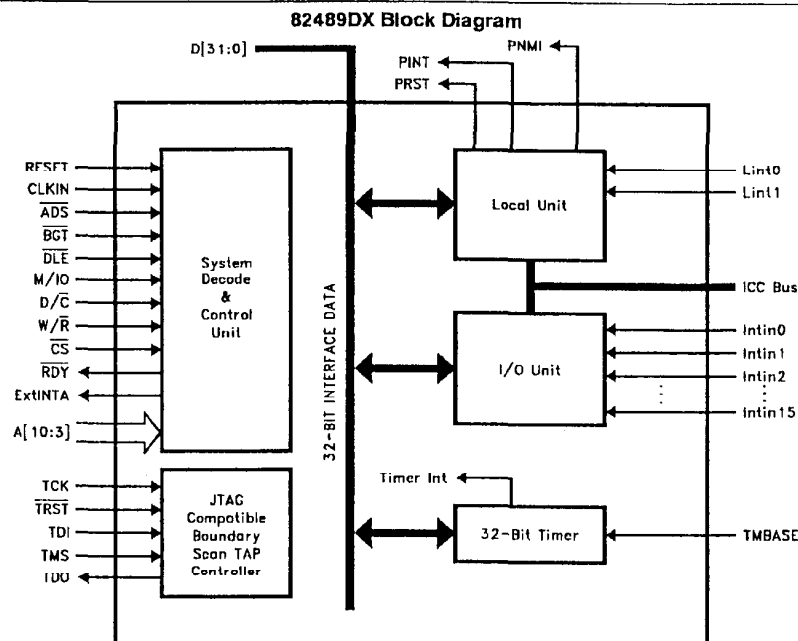 82489DX Block Diagram
D[31:0]
PNMI
PINT
PRST
RESET
CLKIN
ADS
BGT
DLE
M/IO
D/C
W/R
CS
RDY
ExtINTA
A[10:3]
System
Decode
&
Control
Unit
32-BIT INTERFACE DATA
Local Unit
Lint0
Lint1
ICC Bus
I/O Unit
Intin0
Intin1
Intin2
Intin15
TCK
TRST
TDI
TMS
TDO
JTAG
Compatible
Boundary
Scan TAP
Controller
Timer Int
32-Bit Timer
TMBASE